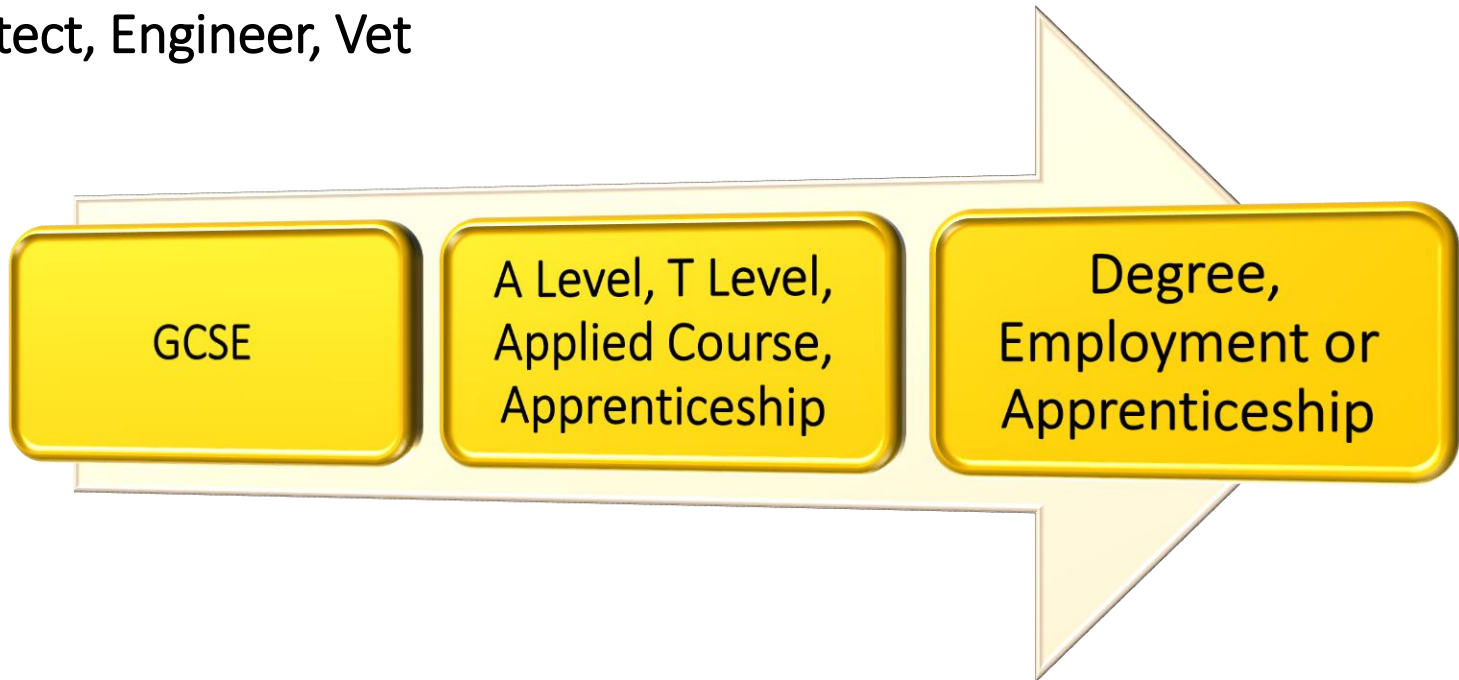 tect, Engineer, Vet
GCSE
A Level, T Level,
Applied Course,
Apprenticeship
Degree,
Employment or
Apprenticeship